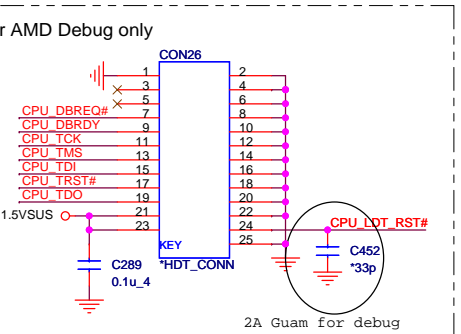 r AMD Debug only
CON26
1 2
3 4
5 6
CPU_DBREQ# 7 8
CPU_DBRDY 9 10
CPU_TCK 11 12
CPU_TMS 13 14
CPU_TDI 15 16
CPU_TRST# 17 18
CPU_TDO 19 20
1.5VSUS 21 22
23 24 CPU_LDT_RST#
KEY 25
C289 *HDT_CONN C452
0.1u_4 *33p
2A Guam for debug